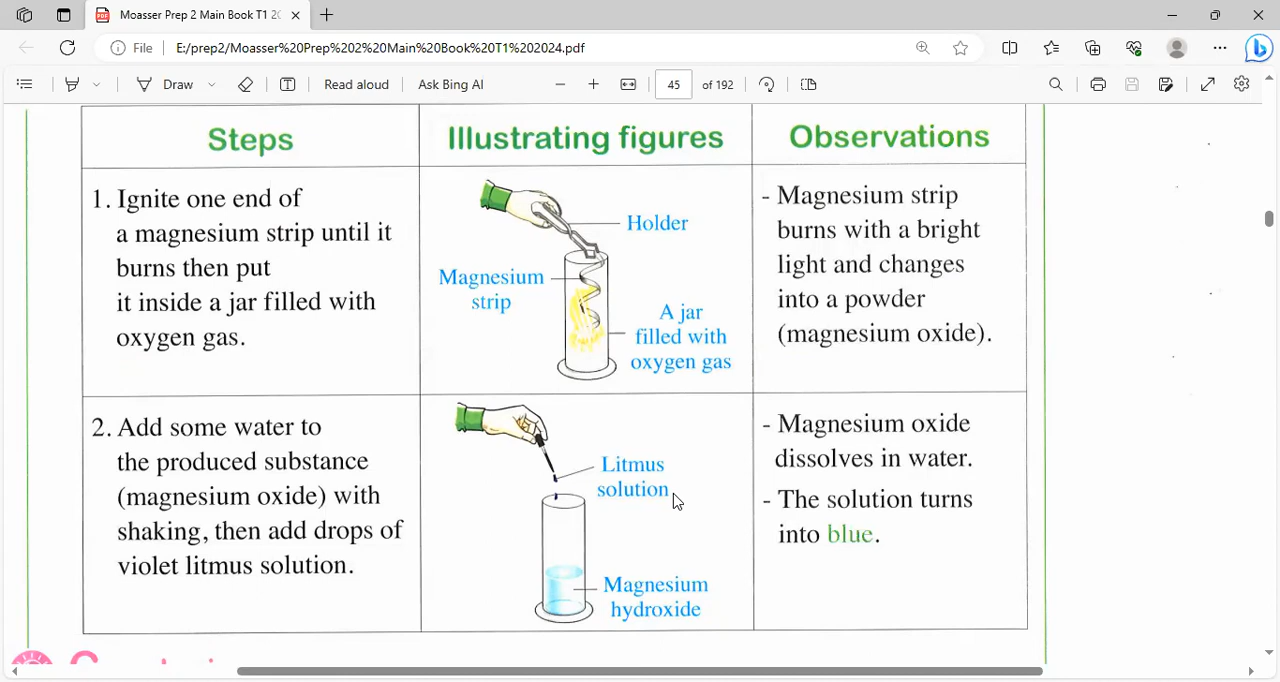 Moasser Prep 2 Main Book T1 20
File
E:/prep2/Moasser%20Prep%202%20Main%20Book%20T1%202024.pdf
Draw
Read aloud
Ask Bing AI
45
of 192
Steps
Illustrating figures
Observations
1. Ignite one end of
a magnesium strip until it
burns then put
it inside a jar filled with
oxygen gas.
Holder
Magnesium
strip
A jar
filled with
oxygen gas
- Magnesium strip
burns with a bright
light and changes
into a powder
(magnesium oxide).
2. Add some water to
the produced substance
(magnesium oxide) with
shaking, then add drops of
violet litmus solution.
Litmus
solution
Magnesium
hydroxide
- Magnesium oxide
dissolves in water.
- The solution turns
into blue.